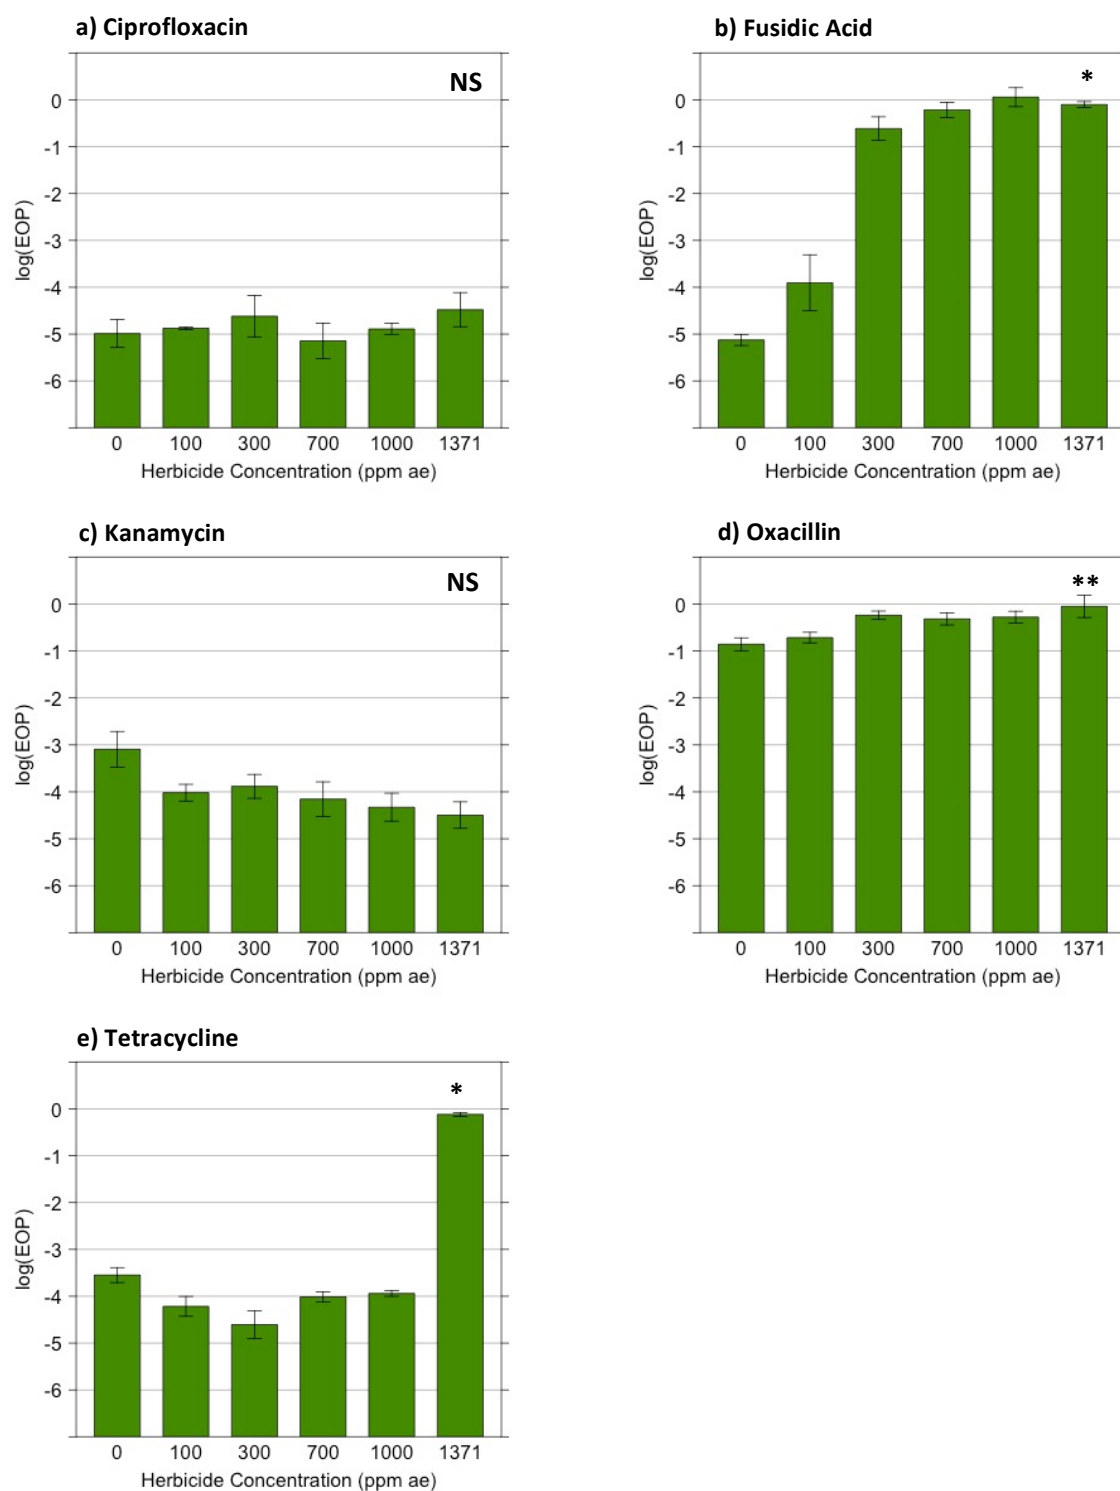 a) Ciprofloxacin
NS
0
-1
-2
-3
-4
-5
-6
log(EOP)
0 100 300 700 1000 1371
Herbicide Concentration (ppm ae)
b) Fusidic Acid
*
0
-1
-2
-3
-4
-5
-6
log(EOP)
0 100 300 700 1000 1371
Herbicide Concentration (ppm ae)
c) Kanamycin
NS
0
-1
-2
-3
-4
-5
-6
log(EOP)
0 100 300 700 1000 1371
Herbicide Concentration (ppm ae)
d) Oxacillin
**
0
-1
-2
-3
-4
-5
-6
log(EOP)
0 100 300 700 1000 1371
Herbicide Concentration (ppm ae)
e) Tetracycline
*
0
-1
-2
-3
-4
-5
-6
log(EOP)
0 100 300 700 1000 1371
Herbicide Concentration (ppm ae)